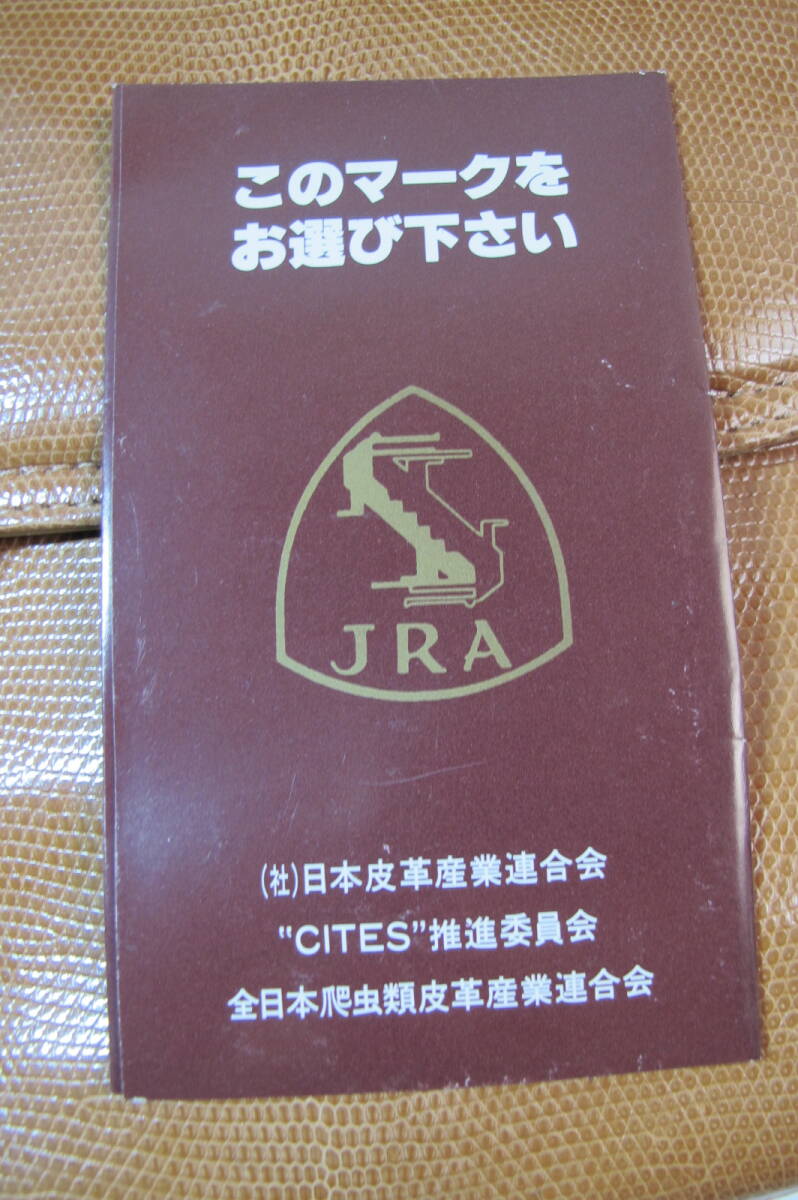 このマークを
お選び下さい
JRA
(社)日本皮革産業連合会
“CITES”推進委員会
全日本爬虫類皮革産業連合会